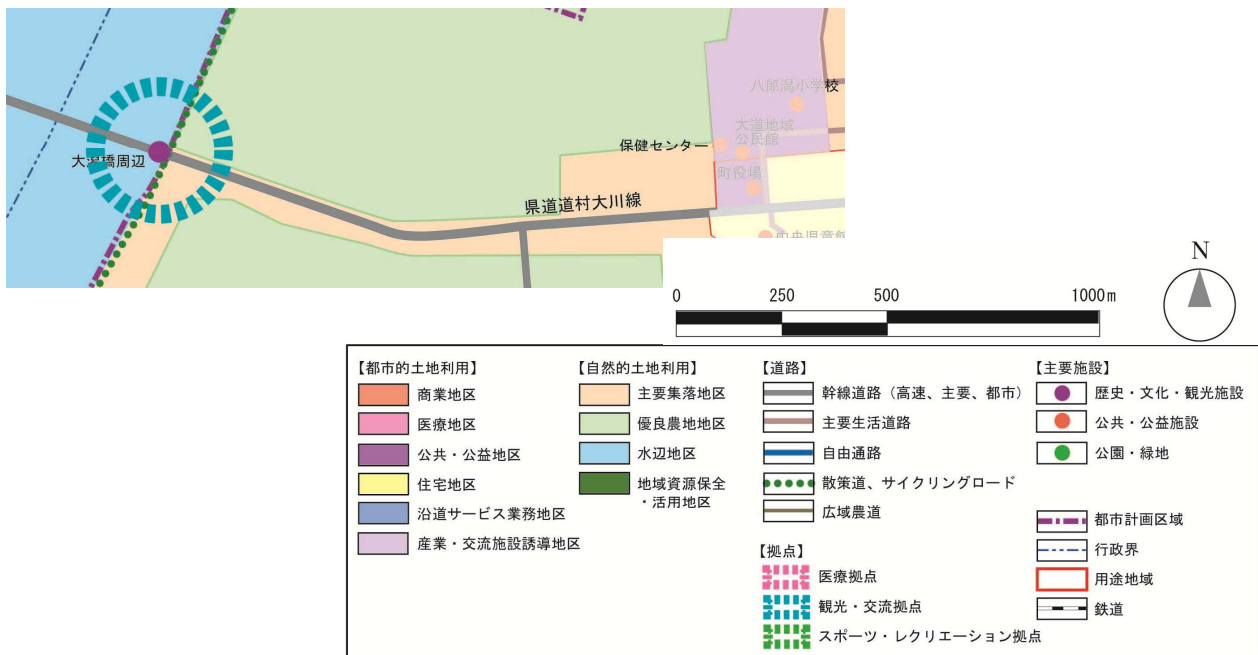 八郎潟小学校
大道地域
公民館
保健センター
町役場
大潟橋周辺
県道道村大川線
中央児童館
N
0 250 500 1000m
【都市的土地利用】
商業地区
医療地区
公共・公益地区
住宅地区
沿道サービス業務地区
産業・交流施設誘導地区
【自然的土地利用】
主要集落地区
優良農地地区
水辺地区
地域資源保全
・活用地区
【道路】
幹線道路（高速、主要、都市）
主要生活道路
自由通路
散策道、サイクリングロード
広域農道
【拠点】
医療拠点
観光・交流拠点
スポーツ・レクリエーション拠点
【主要施設】
歴史・文化・観光施設
公共・公益施設
公園・緑地
都市計画区域
行政界
用途地域
鉄道